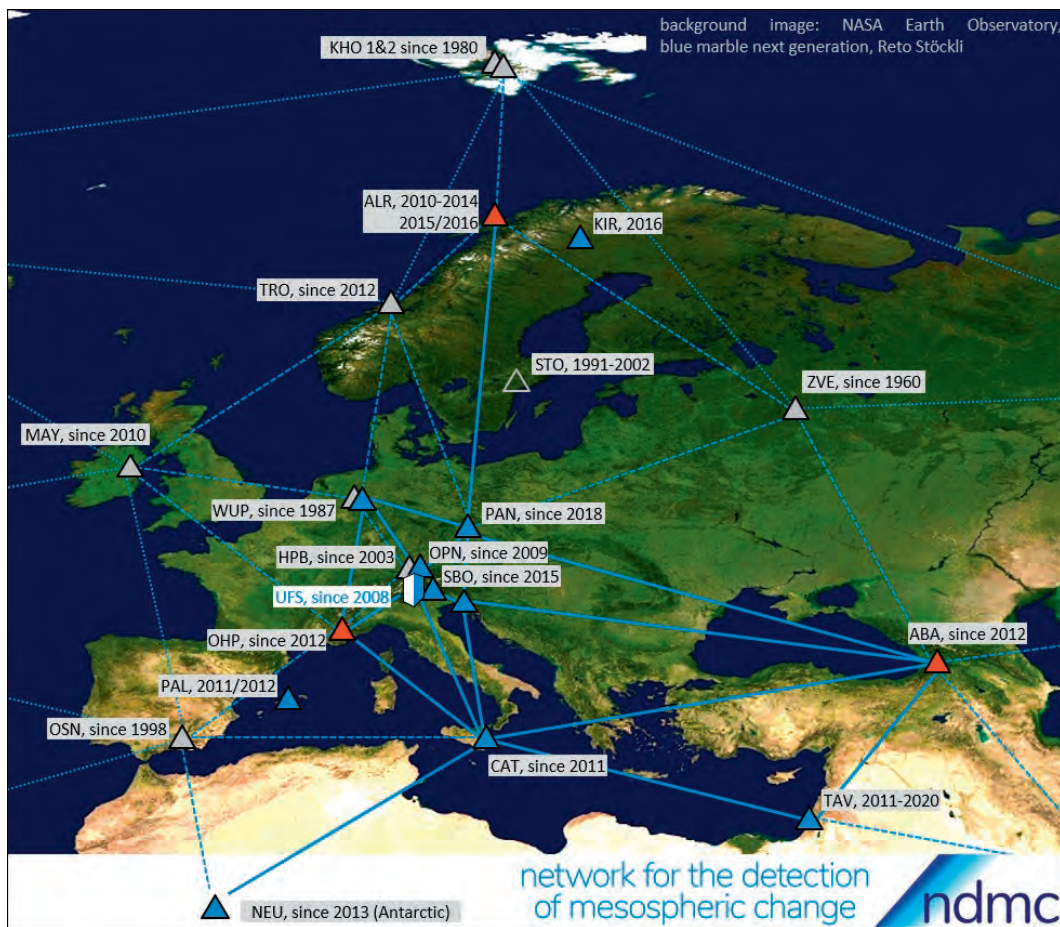 background image: NASA Earth Observatory,
blue marble next generation, Reto Stöckli
KHO 1&2 since 1980
ALR, 2010-2014
2015/2016
KIR, 2016
TRO, since 2012
STO, 1991-2002
ZVE, since 1960
MAY, since 2010
WUP, since 1987
PAN, since 2018
HPB, since 2003
OPN, since 2009
SBO, since 2015
UFS, since 2008
OHP, since 2012
ABA, since 2012
PAL, 2011/2012
OSN, since 1998
CAT, since 2011
TAV, 2011-2020
network for the detection
of mesospheric change
ndmc
NEU, since 2013 (Antarctic)